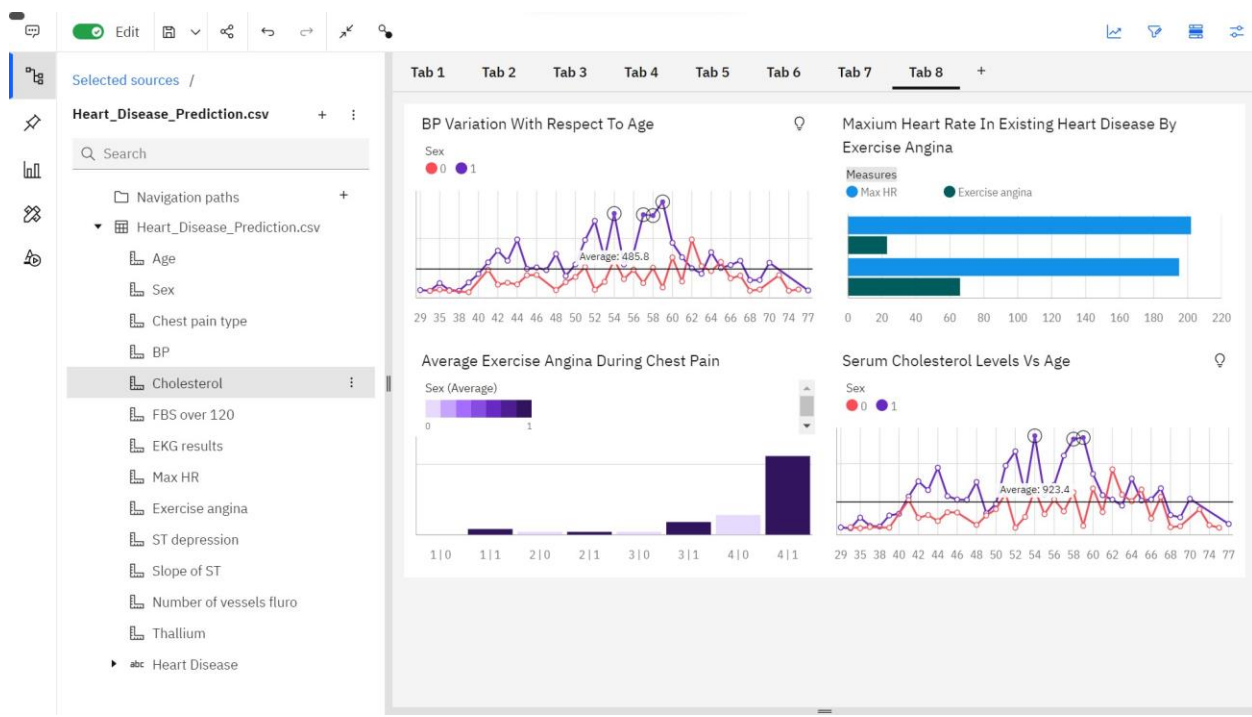 Edit
Selected sources /
Heart_Disease_Prediction.csv
Search
Navigation paths
Heart_Disease_Prediction.csv
Age
Sex
Chest pain type
BP
Cholesterol
FBS over 120
EKG results
Max HR
Exercise angina
ST depression
Slope of ST
Number of vessels fluro
Thallium
abc Heart Disease
Tab 1 Tab 2 Tab 3 Tab 4 Tab 5 Tab 6 Tab 7 Tab 8 +
BP Variation With Respect To Age
Sex
0 1
Average: 485.8
29 35 38 40 42 44 46 48 50 52 54 56 58 60 62 64 66 68 70 74 77
Maxium Heart Rate In Existing Heart Disease By
Exercise Angina
Measures
Max HR Exercise angina
0 20 40 60 80 100 120 140 160 180 200 220
Average Exercise Angina During Chest Pain
Sex (Average)
0 1
1|0 1|1 2|0 2|1 3|0 3|1 4|0 4|1
Serum Cholesterol Levels Vs Age
Sex
0 1
Average: 923.4
29 35 38 40 42 44 46 48 50 52 54 56 58 60 62 64 66 68 70 74 77